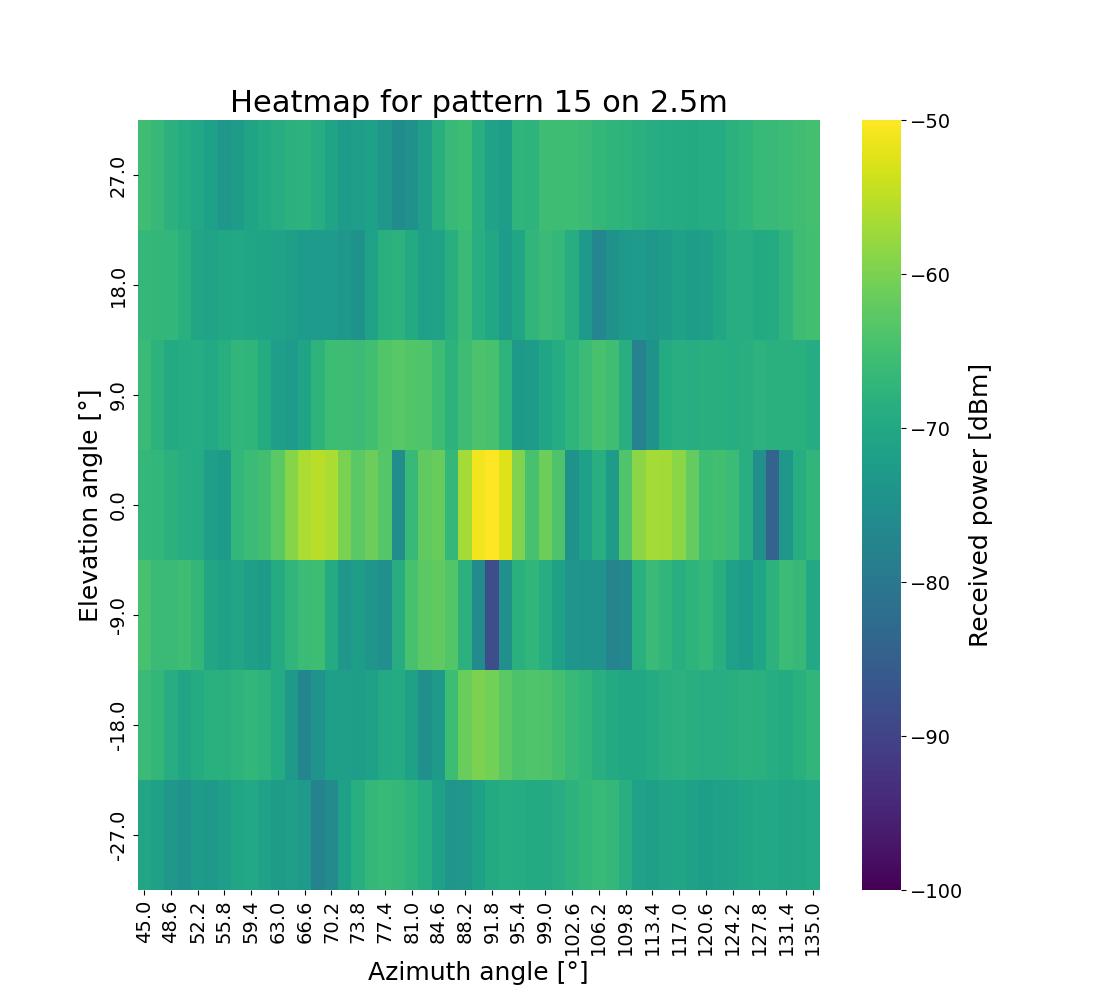 Heatmap for pattern 15 on 2.5m
27.0
18.0
9.0
0.0
-9.0
-18.0
-27.0
Elevation angle [°]
45.0 48.6 52.2 55.8 59.4 63.0 66.6 70.2 73.8 77.4 81.0 84.6 88.2 91.8 95.4 99.0 102.6 106.2 109.8 113.4 117.0 120.6 124.2 127.8 131.4 135.0
Azimuth angle [°]
−50
−60
−70
−80
−90
−100
Received power [dBm]